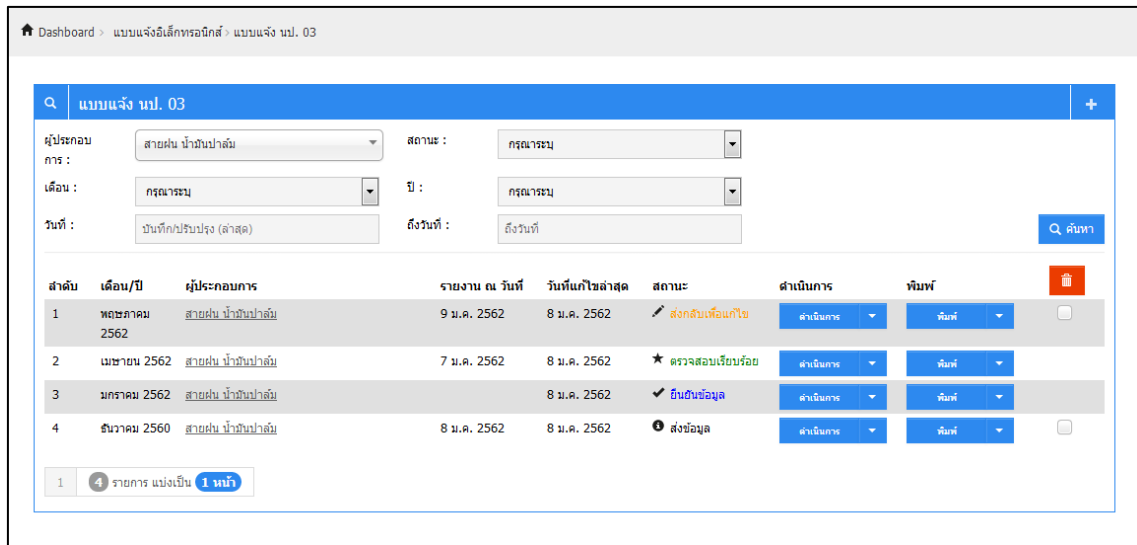 Dashboard > แบบแจ้งอิเล็กทรอนิกส์ > แบบแจ้ง นป. 03
แบบแจ้ง นป. 03 +
ผู้ประกอบการ : สายฝน น้ำมันปาล์ม สถานะ : กรุณาระบุ
เดือน : กรุณาระบุ ปี : กรุณาระบุ
วันที่ : บันทึก/ปรับปรุง (ล่าสุด) ถึงวันที่ : ถึงวันที่ ค้นหา
ลำดับ เดือน/ปี ผู้ประกอบการ รายงาน ณ วันที่ วันที่แก้ไขล่าสุด สถานะ ดำเนินการ พิมพ์
1 พฤษภาคม 2562 สายฝน น้ำมันปาล์ม 9 ม.ค. 2562 8 ม.ค. 2562 ส่งกลับเพื่อแก้ไข ดำเนินการ พิมพ์
2 เมษายน 2562 สายฝน น้ำมันปาล์ม 7 ม.ค. 2562 8 ม.ค. 2562 ตรวจสอบเรียบร้อย ดำเนินการ พิมพ์
3 มกราคม 2562 สายฝน น้ำมันปาล์ม 8 ม.ค. 2562 ยืนยันข้อมูล ดำเนินการ พิมพ์
4 ธันวาคม 2560 สายฝน น้ำมันปาล์ม 8 ม.ค. 2562 8 ม.ค. 2562 ส่งข้อมูล ดำเนินการ พิมพ์
1 4 รายการ แบ่งเป็น 1 หน้า